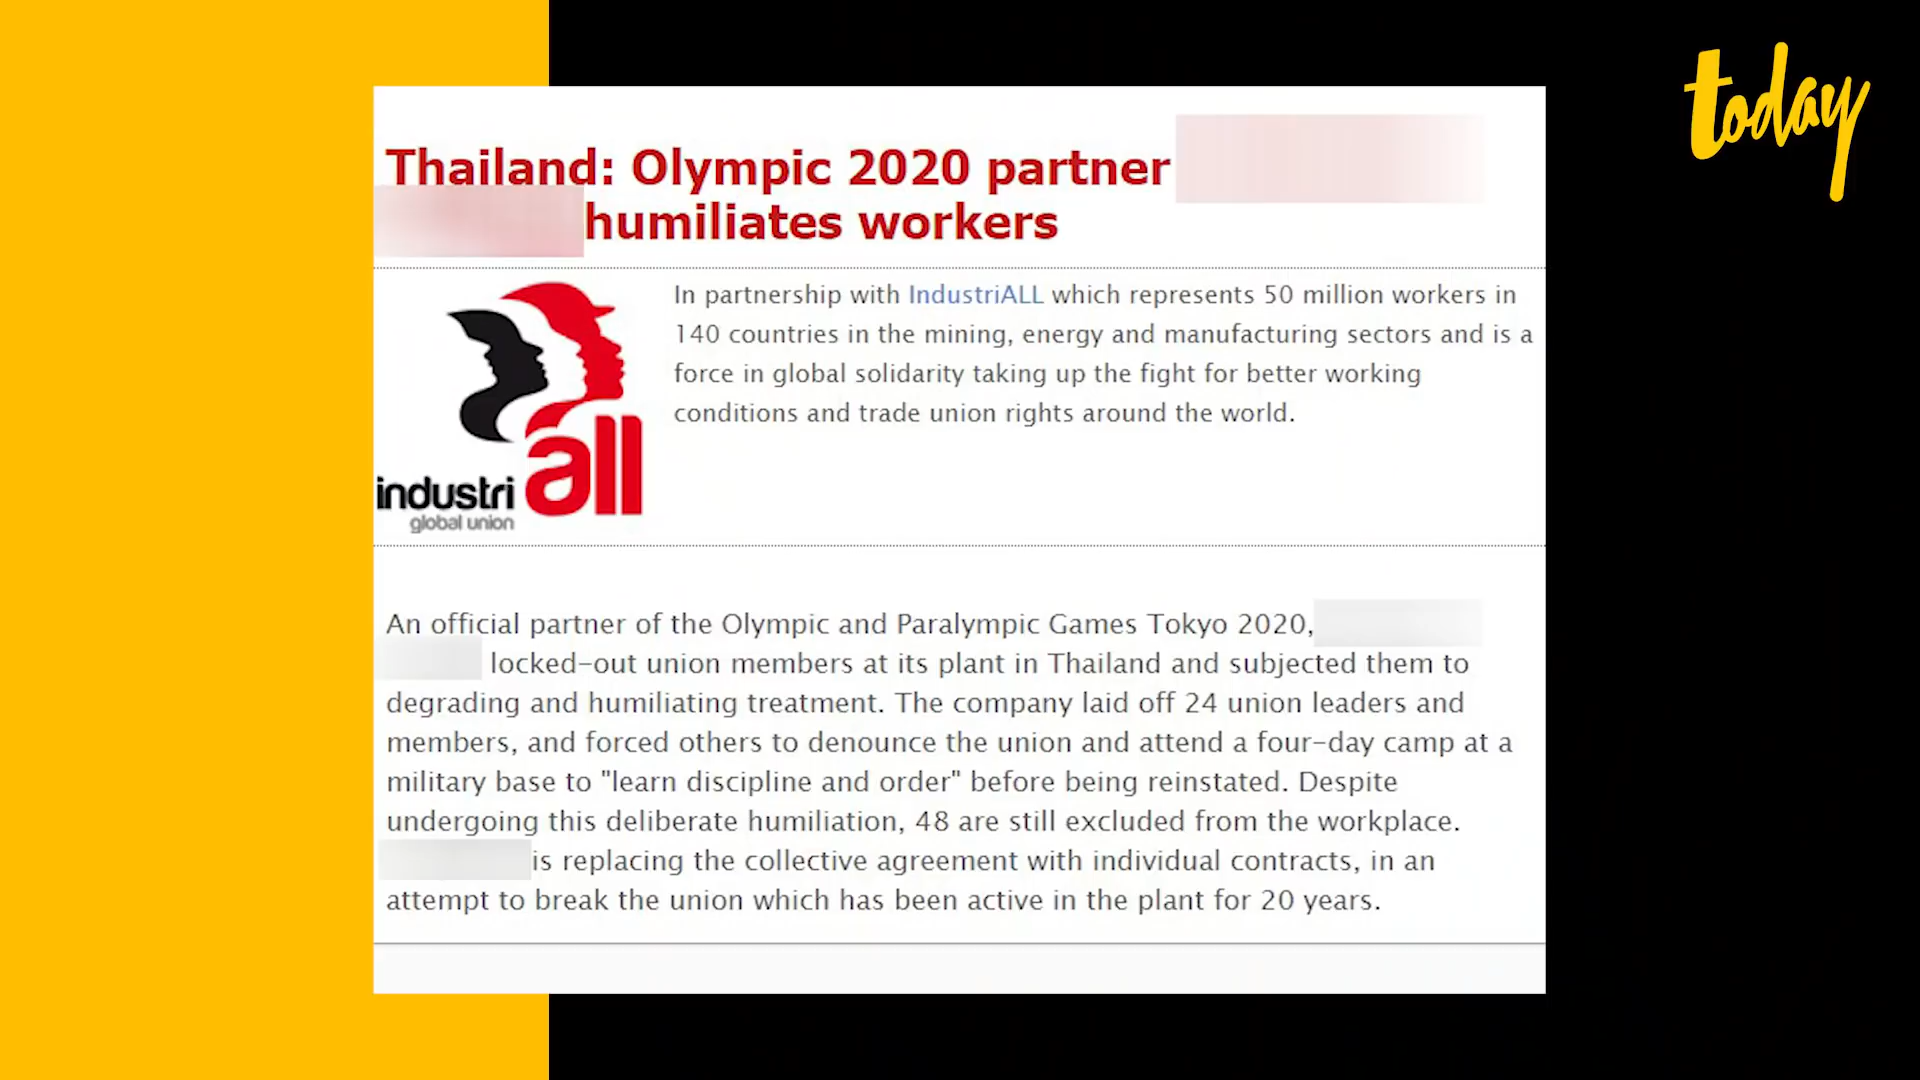 today
Thailand: Olympic 2020 partner
humiliates workers
In partnership with IndustriALL which represents 50 million workers in
140 countries in the mining, energy and manufacturing sectors and is a
force in global solidarity taking up the fight for better working
conditions and trade union rights around the world.
industri all
global union
An official partner of the Olympic and Paralympic Games Tokyo 2020,
locked-out union members at its plant in Thailand and subjected them to
degrading and humiliating treatment. The company laid off 24 union leaders and
members, and forced others to denounce the union and attend a four-day camp at a
military base to "learn discipline and order" before being reinstated. Despite
undergoing this deliberate humiliation, 48 are still excluded from the workplace.
is replacing the collective agreement with individual contracts, in an
attempt to break the union which has been active in the plant for 20 years.